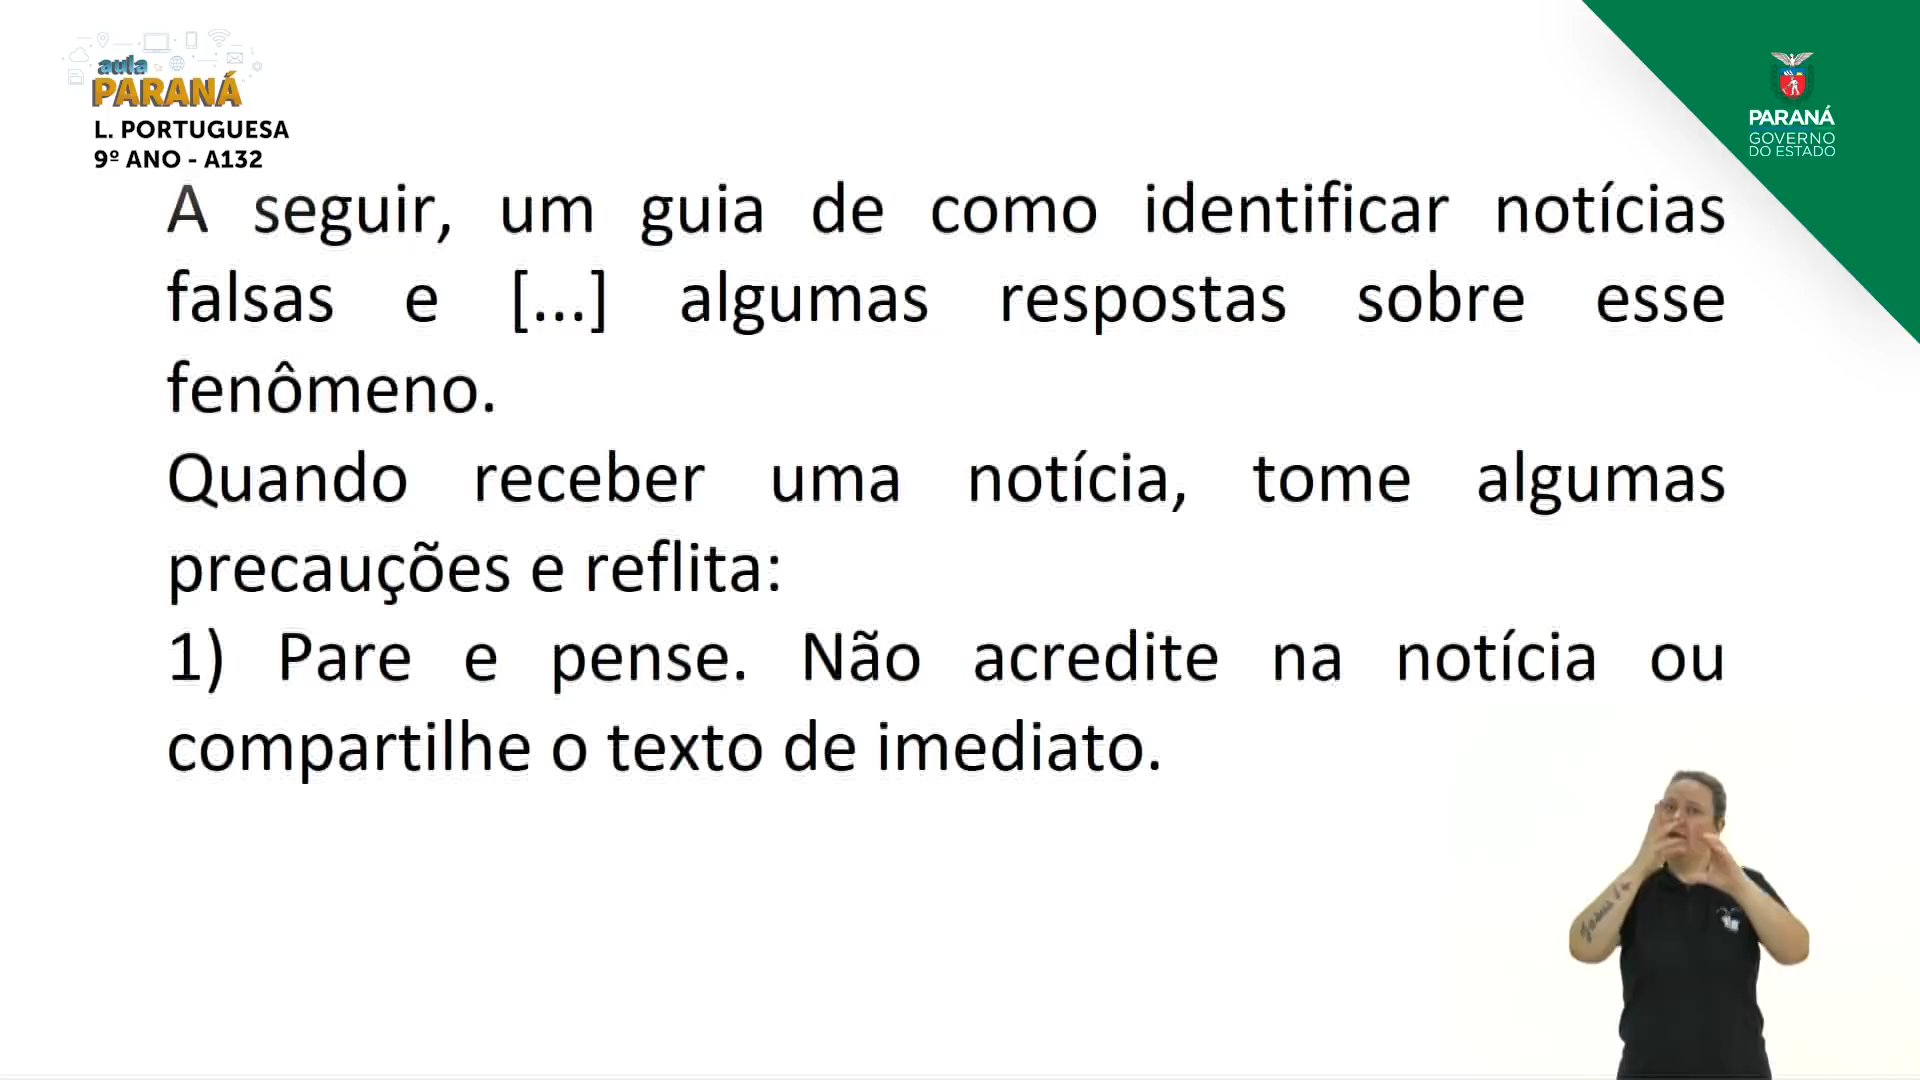 aula
PARANÁ
L. PORTUGUESA
9º ANO - A132
PARANÁ
GOVERNO
DO ESTADO
A seguir, um guia de como identificar notícias
falsas e [...] algumas respostas sobre esse
fenômeno.
Quando receber uma notícia, tome algumas
precauções e reflita:
1) Pare e pense. Não acredite na notícia ou
compartilhe o texto de imediato.